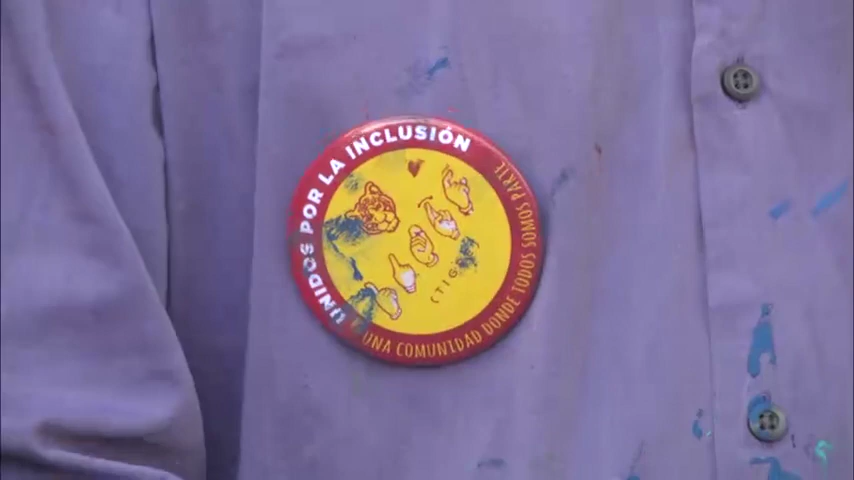 UNIDOS POR LA INCLUSIÓN
UNA COMUNIDAD DONDE TODOS SOMOS PARTE